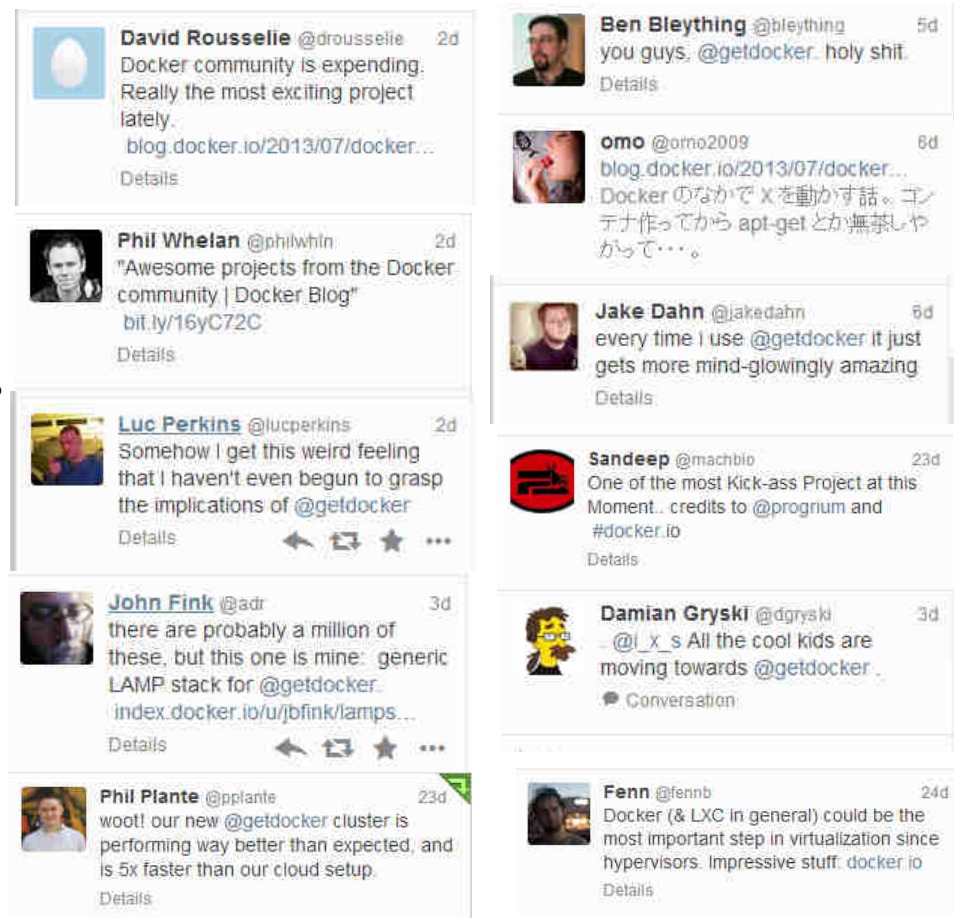 David Rousselie @drousselie 2d
Docker community is expending.
Really the most exciting project
lately.
blog.docker.io/2013/07/docker...
Details
Phil Whelan @philwhln 2d
"Awesome projects from the Docker
community | Docker Blog"
bit.ly/16yC72C
Details
Luc Perkins @lucperkins 2d
Somehow I get this weird feeling
that I haven't even begun to grasp
the implications of @getdocker
Details
John Fink @adr 3d
there are probably a million of
these, but this one is mine: generic
LAMP stack for @getdocker.
index.docker.io/u/jbfink/lamps...
Details
Phil Plante @pplante 23d
woot! our new @getdocker cluster is
performing way better than expected, and
is 5x faster than our cloud setup.
Details
Ben Bleything @bleything 5d
you guys, @getdocker. holy shit.
Details
omo @omo2009 6d
blog.docker.io/2013/07/docker...
Docker のなかで X を動かす話。コン
テナ作ってから apt-get とか無茶しや
がって・・・。
Jake Dahn @jakedahn 6d
every time I use @getdocker it just
gets more mind-glowingly amazing
Details
Sandeep @machbio 23d
One of the most Kick-ass Project at this
Moment.. credits to @progrium and
#docker.io
Details
Damian Gryski @dgryski 3d
. @i_x_s All the cool kids are
moving towards @getdocker .
Conversation
Fenn @fennb 24d
Docker (& LXC in general) could be the
most important step in virtualization since
hypervisors. Impressive stuff: docker io
Details